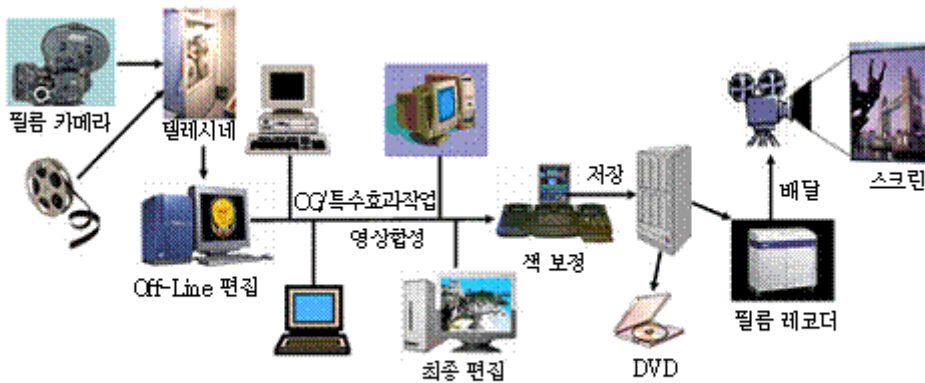 필름 카메라
텔레시네
Off-Line 편집
CG/특수효과작업
영상합성
최종 편집
색 보정
저장
DVD
필름 레코더
배달
스크린